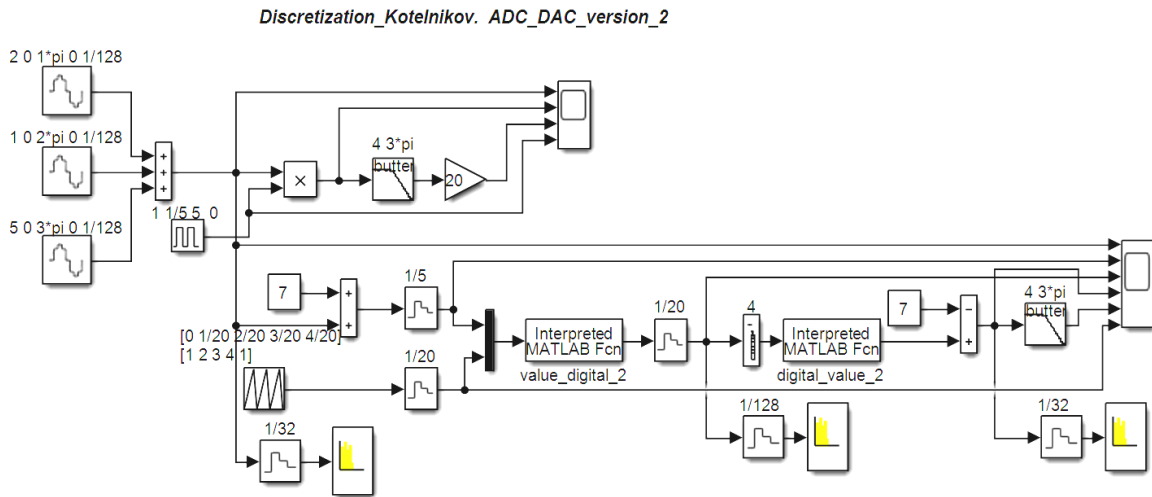 Discretization_Kotelnikov. ADC_DAC_version_2
2 0 1*pi 0 1/128
1 0 2*pi 0 1/128
5 0 3*pi 0 1/128
+
+
+
×
4 3*pi
butter
20
1 1/5 5 0
7
+
+
1/5
[0 1/20 2/20 3/20 4/20]
[1 2 3 4 1]
1/20
Interpreted
MATLAB Fcn
value_digital_2
1/20
4
-
Interpreted
MATLAB Fcn
digital_value_2
7
−
+
4 3*pi
butter
1/32
1/128
1/32